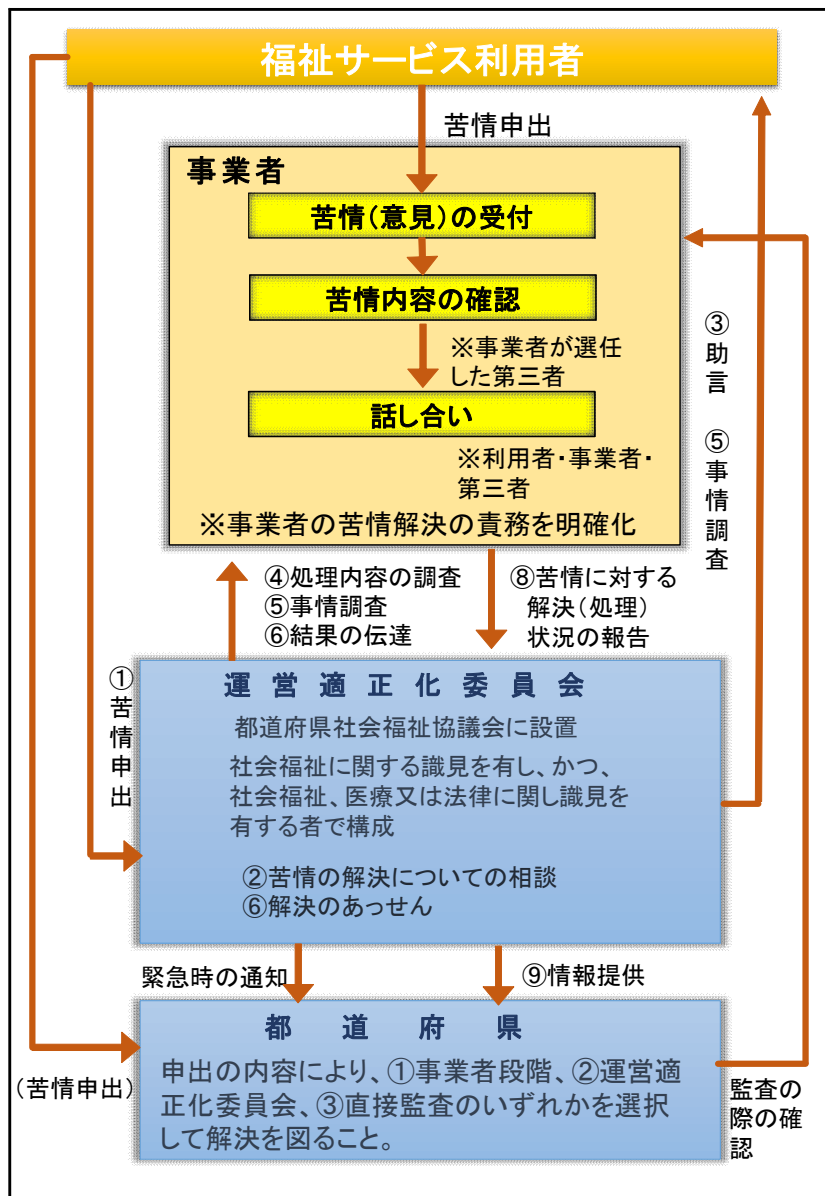 福祉サービス利用者
苦情申出
事業者
苦情(意見)の受付
苦情内容の確認
※事業者が選任
した第三者
話し合い
※利用者・事業者・
第三者
※事業者の苦情解決の責務を明確化
③助言
⑤事情調査
④処理内容の調査
⑤事情調査
⑥結果の伝達
⑧苦情に対する
解決(処理)
状況の報告
①苦情申出
運営適正化委員会
都道府県社会福祉協議会に設置
社会福祉に関する識見を有し、かつ、
社会福祉、医療又は法律に関し識見を
有する者で構成
②苦情の解決についての相談
⑥解決のあっせん
緊急時の通知
⑨情報提供
都道府県
申出の内容により、①事業者段階、②運営適
正化委員会、③直接監査のいずれかを選択
して解決を図ること。
(苦情申出)
監査の
際の確
認